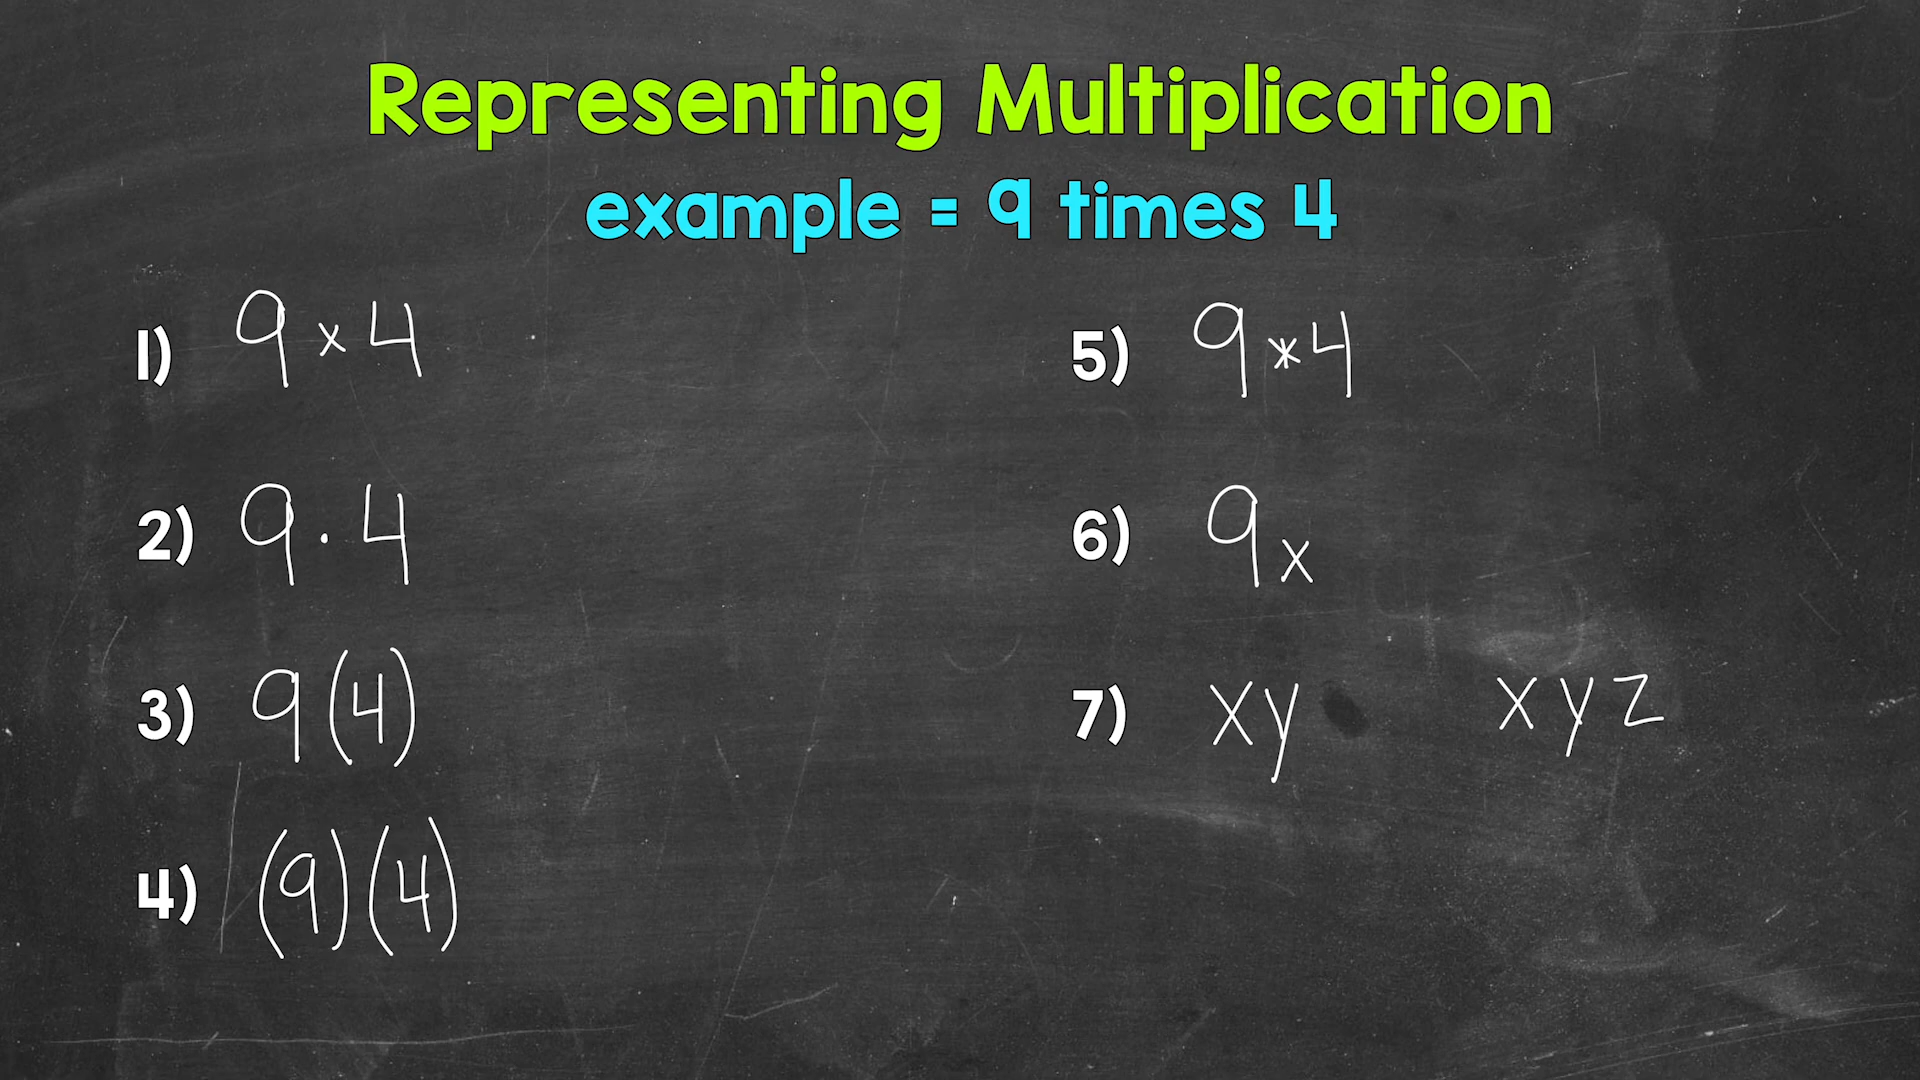 Representing Multiplication
example = 9 times 4
1) 9 x 4
2) 9 · 4
3) 9 (4)
4) (9)(4)
5) 9 * 4
6) 9x
7) xy xyz